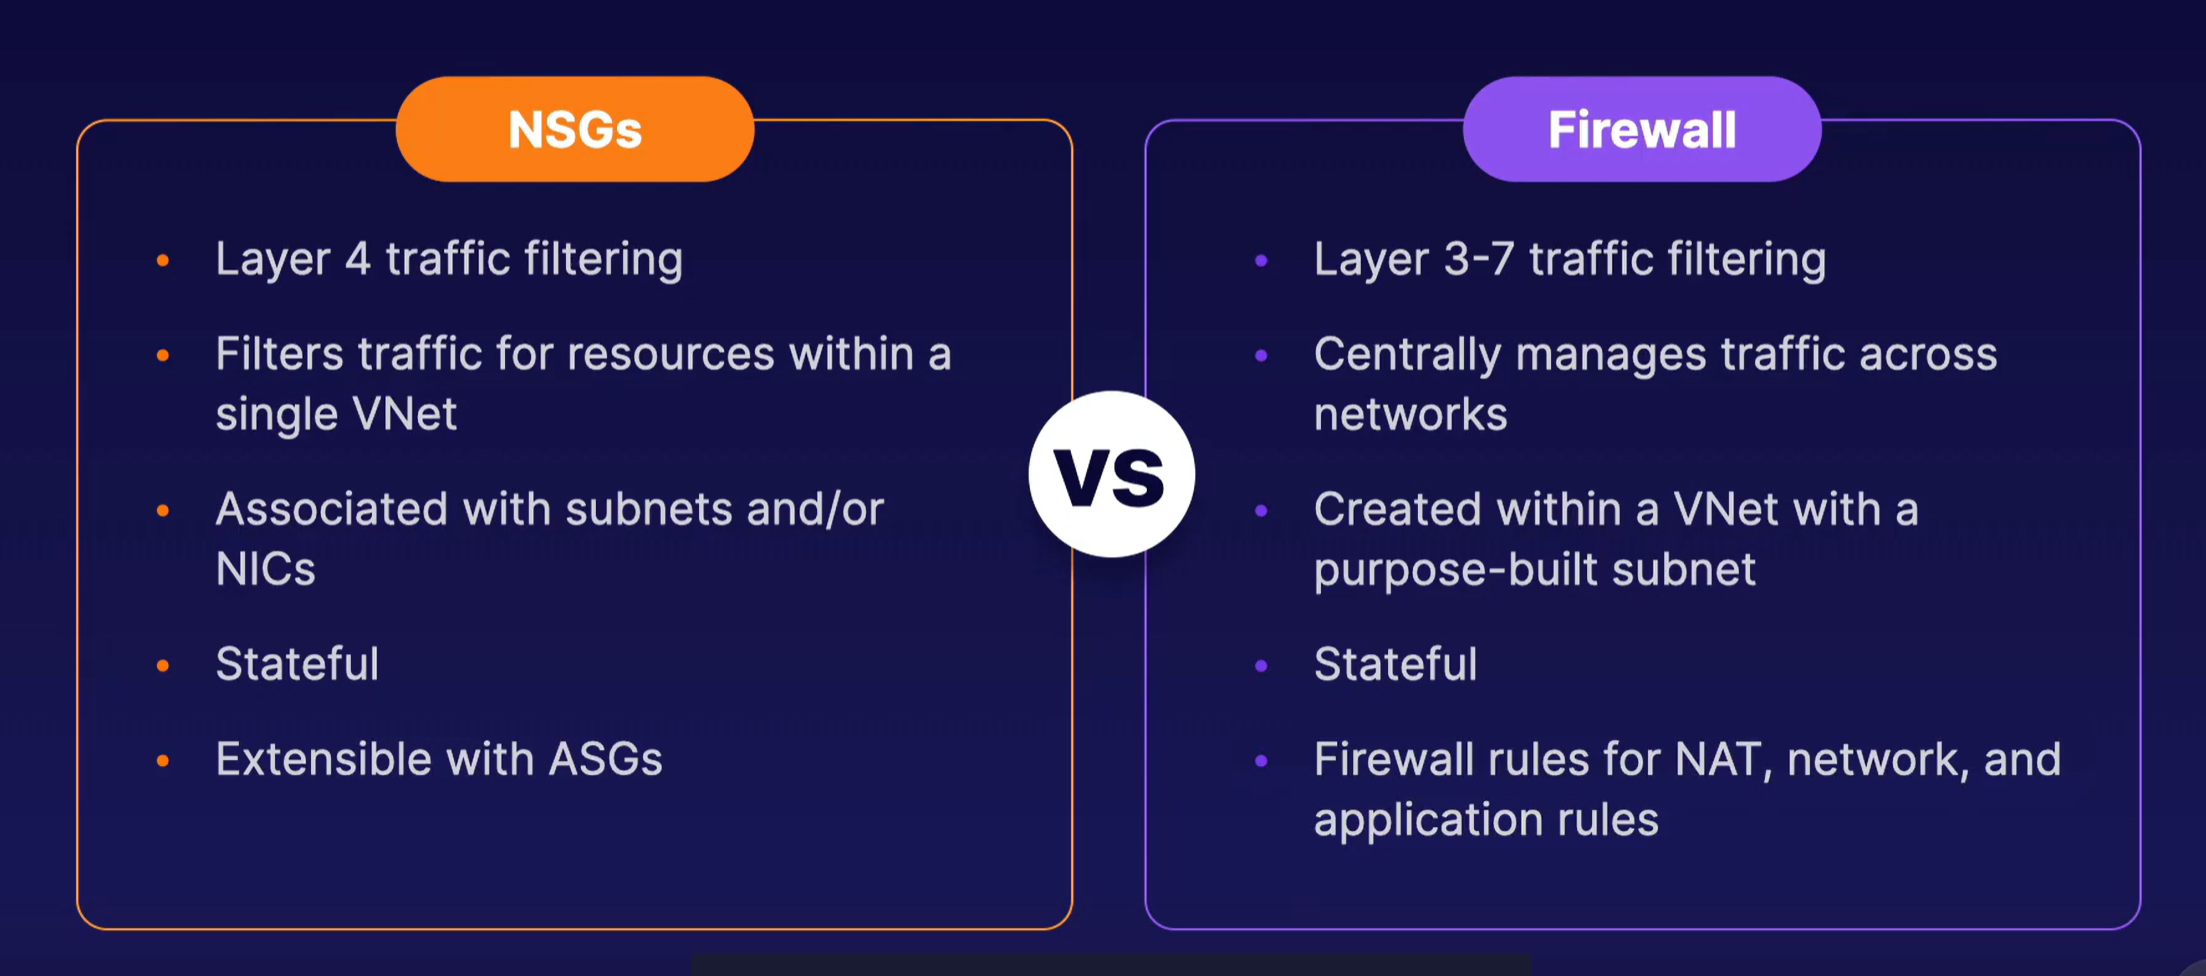 NSGs
Layer 4 traffic filtering
Filters traffic for resources within a
single VNet
Associated with subnets and/or
NICs
Stateful
Extensible with ASGs
VS
Firewall
Layer 3-7 traffic filtering
Centrally manages traffic across
networks
Created within a VNet with a
purpose-built subnet
Stateful
Firewall rules for NAT, network, and
application rules